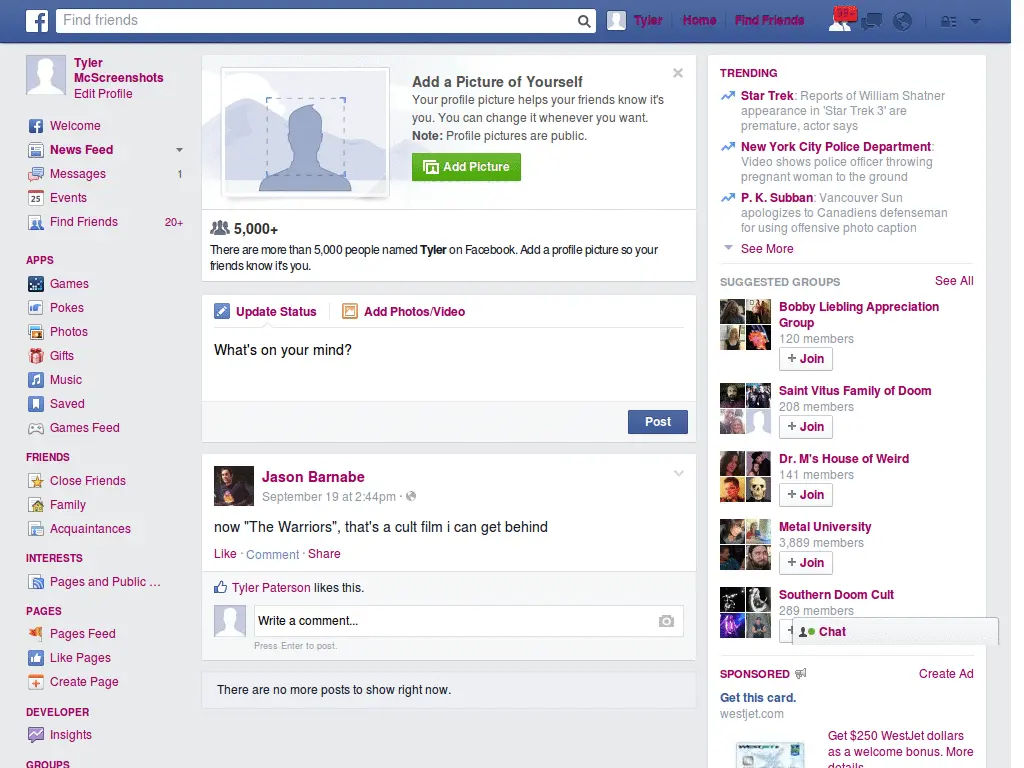 Find friends
Tyler
Home
Find Friends
Tyler
McScreenshots
Edit Profile
Welcome
News Feed
Messages
1
25
Events
Find Friends
20+
APPS
Games
Pokes
Photos
Gifts
Music
Saved
Games Feed
FRIENDS
Close Friends
Family
Acquaintances
INTERESTS
Pages and Public ...
PAGES
Pages Feed
Like Pages
Create Page
DEVELOPER
Insights
GROUPS
Add a Picture of Yourself
Your profile picture helps your friends know it's
you. You can change it whenever you want.
Note: Profile pictures are public.
Add Picture
5,000+
There are more than 5,000 people named Tyler on Facebook. Add a profile picture so your
friends know it's you.
Update Status
Add Photos/Video
What's on your mind?
Post
Jason Barnabe
September 19 at 2:44pm ·
now "The Warriors", that's a cult film i can get behind
Like · Comment · Share
Tyler Paterson likes this.
Write a comment...
Press Enter to post.
There are no more posts to show right now.
TRENDING
Star Trek: Reports of William Shatner
appearance in 'Star Trek 3' are
premature, actor says
New York City Police Department:
Video shows police officer throwing
pregnant woman to the ground
P. K. Subban: Vancouver Sun
apologizes to Canadiens defenseman
for using offensive photo caption
See More
SUGGESTED GROUPS
See All
Bobby Liebling Appreciation
Group
120 members
+ Join
Saint Vitus Family of Doom
208 members
+ Join
Dr. M's House of Weird
141 members
+ Join
Metal University
3,889 members
+ Join
Southern Doom Cult
289 members
Chat
SPONSORED
Create Ad
Get this card.
westjet.com
WESTJET
Get $250 WestJet dollars
as a welcome bonus. More
details